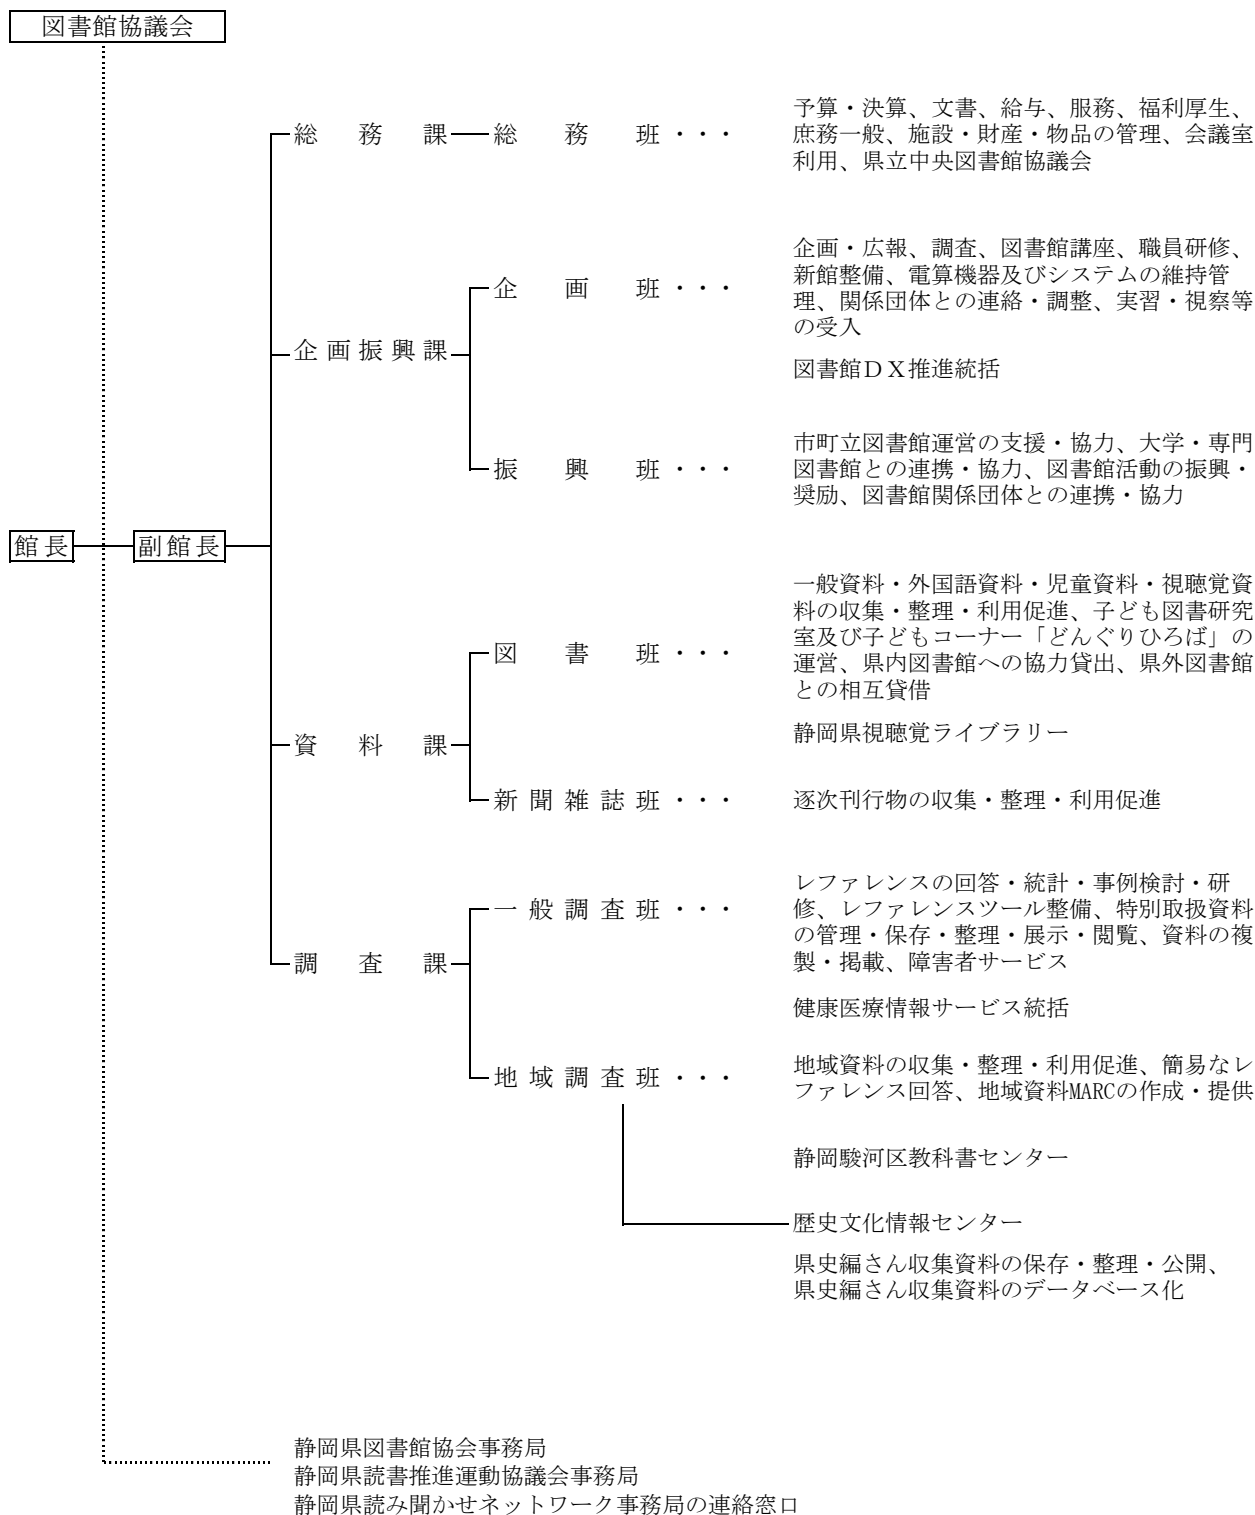 図書館協議会
総務課 総務班・・・
予算・決算、文書、給与、服務、福利厚生、
庶務一般、施設・財産・物品の管理、会議室
利用、県立中央図書館協議会
企画振興課
企画班・・・
企画・広報、調査、図書館講座、職員研修、
新館整備、電算機器及びシステムの維持管
理、関係団体との連絡・調整、実習・視察等
の受入
図書館ＤＸ推進統括
振興班・・・
市町立図書館運営の支援・協力、大学・専門
図書館との連携・協力、図書館活動の振興・
奨励、図書館関係団体との連携・協力
館長 副館長
資料課
図書班・・・
一般資料・外国語資料・児童資料・視聴覚資
料の収集・整理・利用促進、子ども図書研究
室及び子どもコーナー「どんぐりひろば」の
運営、県内図書館への協力貸出、県外図書館
との相互貸借
静岡県視聴覚ライブラリー
新聞雑誌班・・・
逐次刊行物の収集・整理・利用促進
調査課
一般調査班・・・
レファレンスの回答・統計・事例検討・研
修、レファレンスツール整備、特別取扱資料
の管理・保存・整理・展示・閲覧、資料の複
製・掲載、障害者サービス
健康医療情報サービス統括
地域調査班・・・
地域資料の収集・整理・利用促進、簡易なレ
ファレンス回答、地域資料MARCの作成・提供
静岡駿河区教科書センター
歴史文化情報センター
県史編さん収集資料の保存・整理・公開、
県史編さん収集資料のデータベース化
静岡県図書館協会事務局
静岡県読書推進運動協議会事務局
静岡県読み聞かせネットワーク事務局の連絡窓口